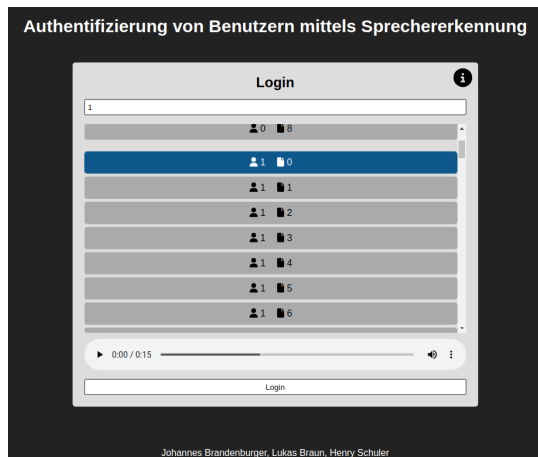 Authentifizierung von Benutzern mittels Sprechererkennung
Login
1
0 8
1 0
1 1
1 2
1 3
1 4
1 5
1 6
0:00 / 0:15
Login
Johannes Brandenburger, Lukas Braun, Henry Schuler